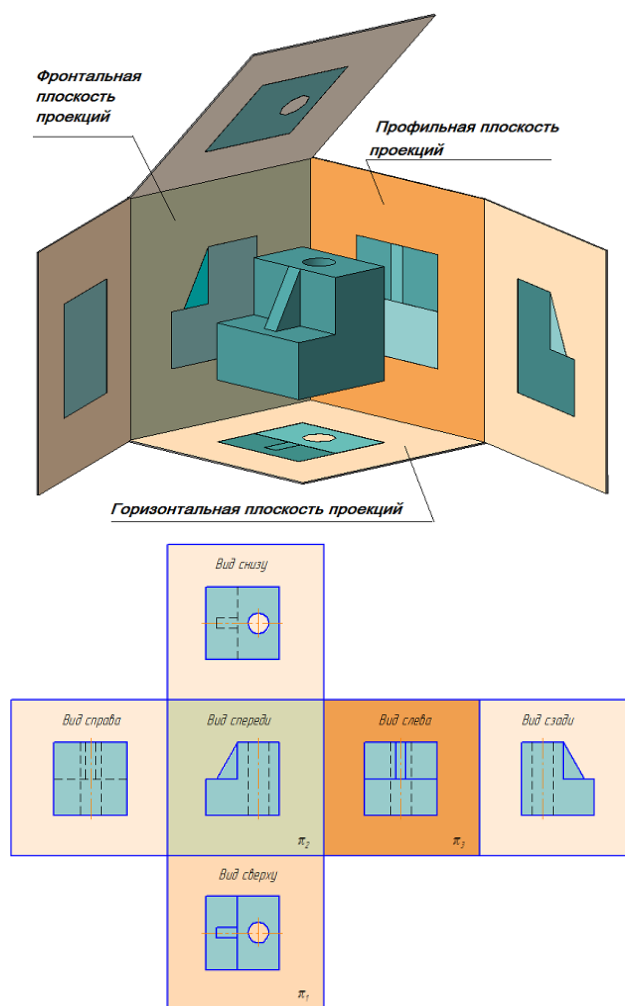 Фронтальная
плоскость
проекций
Профильная плоскость
проекций
Горизонтальная плоскость проекций
Вид снизу
Вид справа
Вид спереди
Вид слева
Вид сзади
π₂
π₃
Вид сверху
π₁